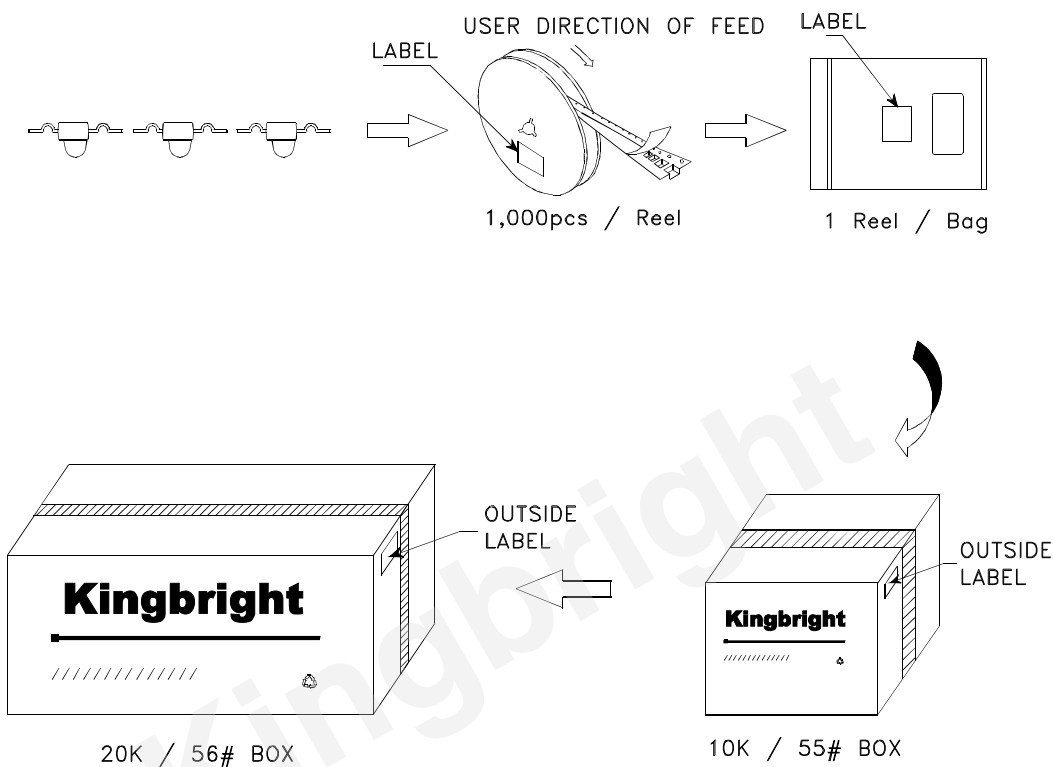 USER DIRECTION OF FEED
LABEL
LABEL
1,000pcs / Reel
1 Reel / Bag
OUTSIDE
LABEL
OUTSIDE
LABEL
Kingbright
Kingbright
20K / 56# BOX
10K / 55# BOX
Kingbright